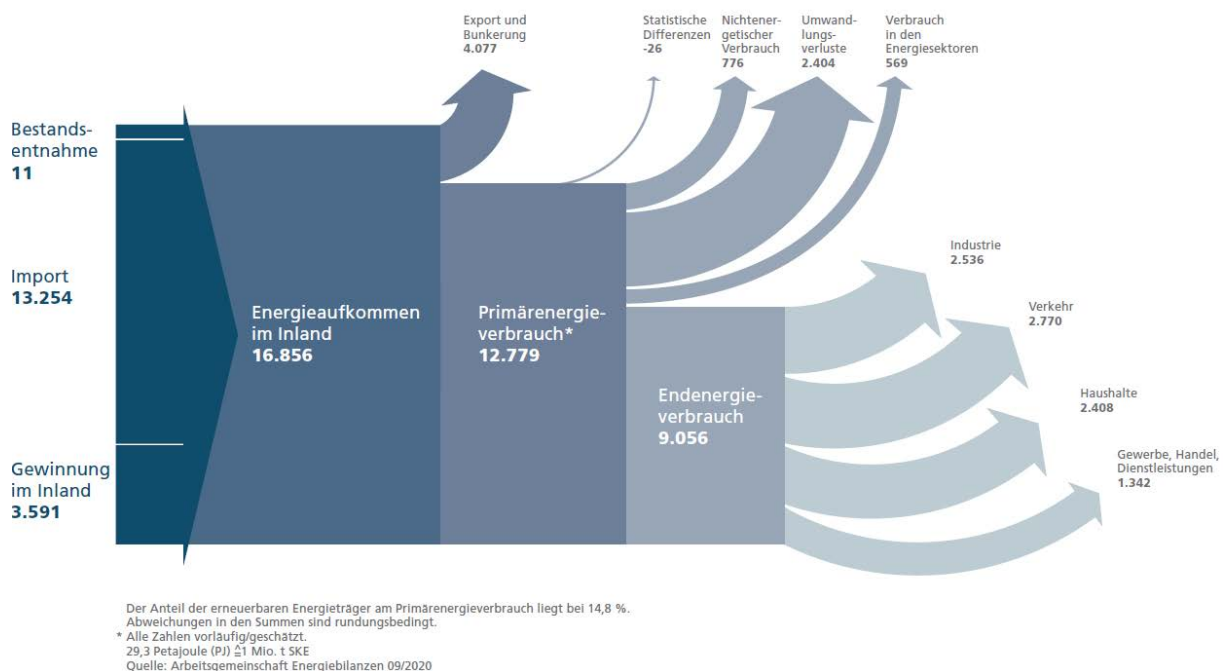 Export und
Bunkerung
4.077
Statistische
Differenzen
-26
Nichtener-
getischer
Verbrauch
776
Umwand-
lungs-
verluste
2.404
Verbrauch
in den
Energiesektoren
569
Bestands-
entnahme
11
Import
13.254
Gewinnung
im Inland
3.591
Energieaufkommen
im Inland
16.856
Primärenergie-
verbrauch*
12.779
Endenergie-
verbrauch
9.056
Industrie
2.536
Verkehr
2.770
Haushalte
2.408
Gewerbe, Handel,
Dienstleistungen
1.342
Der Anteil der erneuerbaren Energieträger am Primärenergieverbrauch liegt bei 14,8 %.
Abweichungen in den Summen sind rundungsbedingt.
* Alle Zahlen vorläufig/geschätzt.
29,3 Petajoule (PJ) ≙1 Mio. t SKE
Quelle: Arbeitsgemeinschaft Energiebilanzen 09/2020